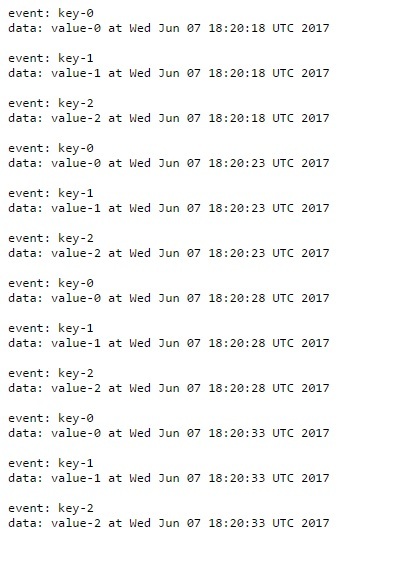 event: key-0
data: value-0 at Wed Jun 07 18:20:18 UTC 2017
event: key-1
data: value-1 at Wed Jun 07 18:20:18 UTC 2017
event: key-2
data: value-2 at Wed Jun 07 18:20:18 UTC 2017
event: key-0
data: value-0 at Wed Jun 07 18:20:23 UTC 2017
event: key-1
data: value-1 at Wed Jun 07 18:20:23 UTC 2017
event: key-2
data: value-2 at Wed Jun 07 18:20:23 UTC 2017
event: key-0
data: value-0 at Wed Jun 07 18:20:28 UTC 2017
event: key-1
data: value-1 at Wed Jun 07 18:20:28 UTC 2017
event: key-2
data: value-2 at Wed Jun 07 18:20:28 UTC 2017
event: key-0
data: value-0 at Wed Jun 07 18:20:33 UTC 2017
event: key-1
data: value-1 at Wed Jun 07 18:20:33 UTC 2017
event: key-2
data: value-2 at Wed Jun 07 18:20:33 UTC 2017